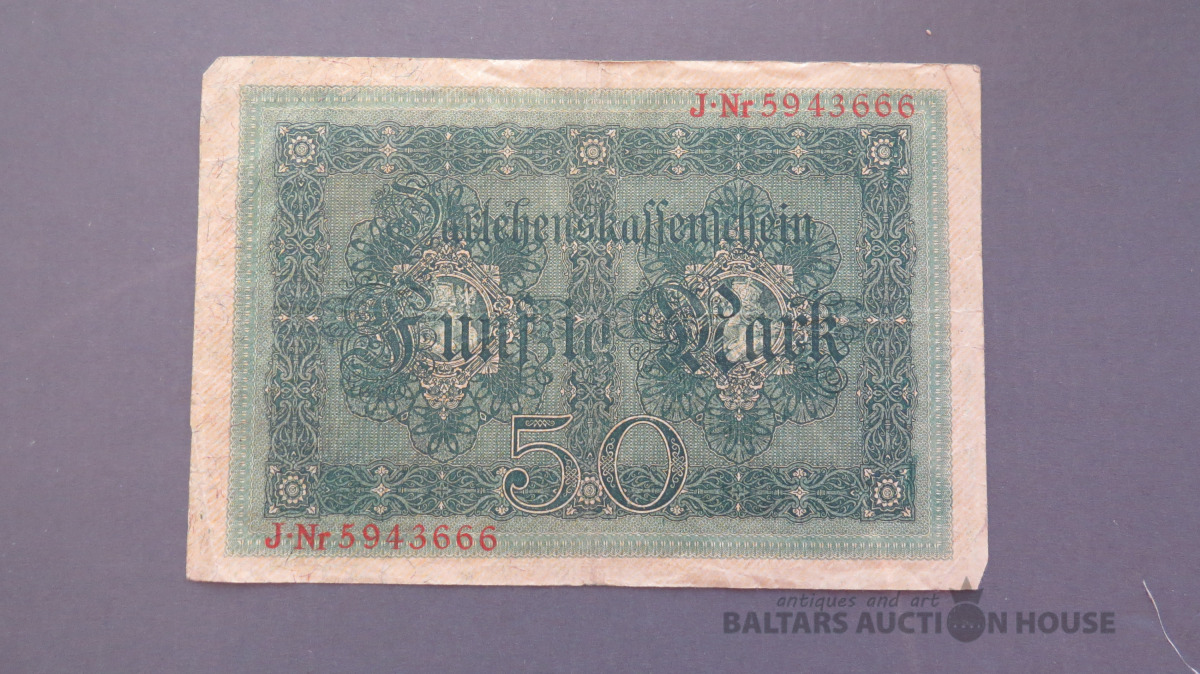 J·Nr 5943666
Darlehenskassenschein
Fünfzig Mark
50
J·Nr 5943666
antiques and art
BALTARS AUCTION HOUSE